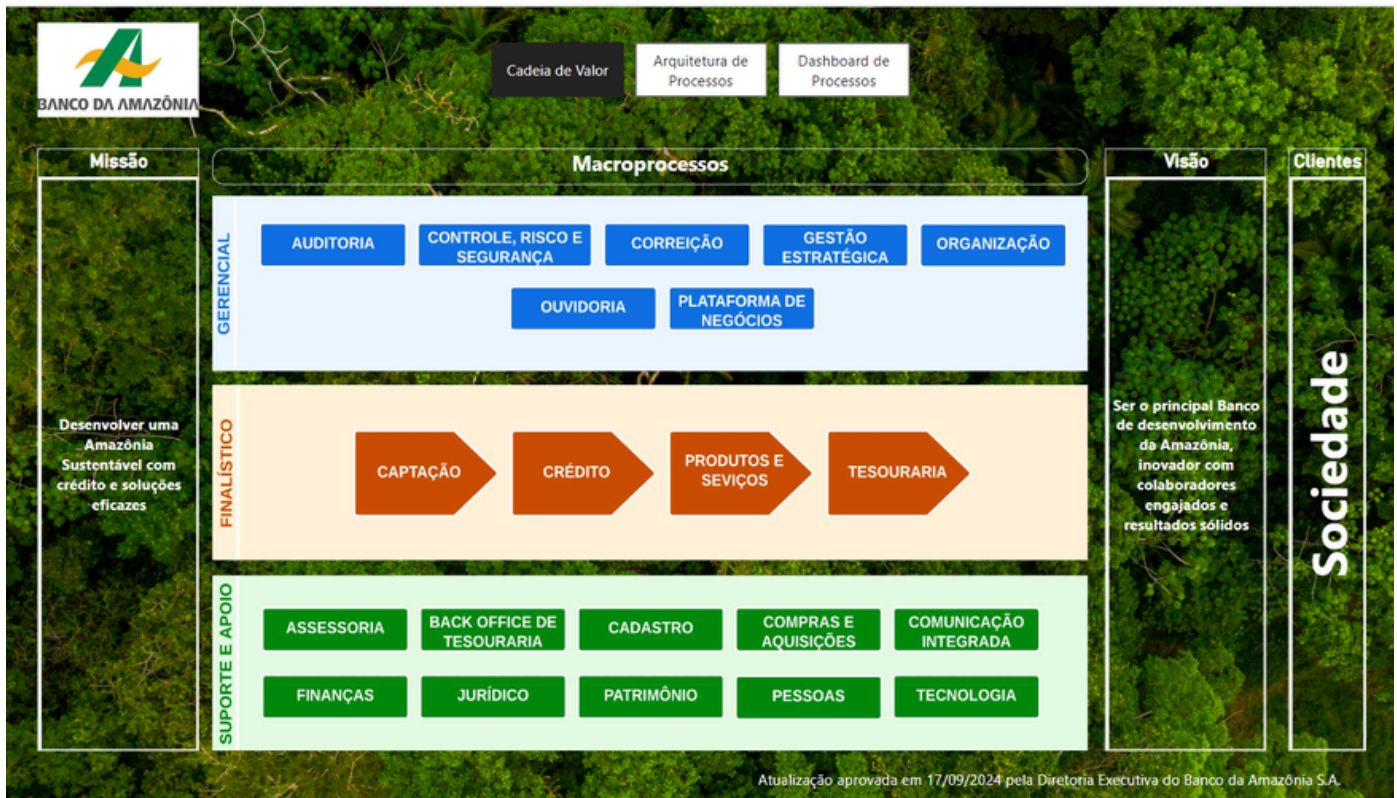 BANCO DA AMAZÔNIA
Cadeia de Valor
Arquitetura de
Processos
Dashboard de
Processos
Missão
Desenvolver uma
Amazônia
Sustentável com
crédito e soluções
eficazes
Macroprocessos
GERENCIAL
AUDITORIA
CONTROLE, RISCO E
SEGURANÇA
CORREIÇÃO
GESTÃO
ESTRATÉGICA
ORGANIZAÇÃO
OUVIDORIA
PLATAFORMA DE
NEGÓCIOS
FINALÍSTICO
CAPTAÇÃO
CRÉDITO
PRODUTOS E
SEVIÇOS
TESOURARIA
SUPORTE E APOIO
ASSESSORIA
BACK OFFICE DE
TESOURARIA
CADASTRO
COMPRAS E
AQUISIÇÕES
COMUNICAÇÃO
INTEGRADA
FINANÇAS
JURÍDICO
PATRIMÔNIO
PESSOAS
TECNOLOGIA
Visão
Ser o principal Banco
de desenvolvimento
da Amazônia,
inovador com
colaboradores
engajados e
resultados sólidos
Clientes
Sociedade
Atualização aprovada em 17/09/2024 pela Diretoria Executiva do Banco da Amazônia S.A.